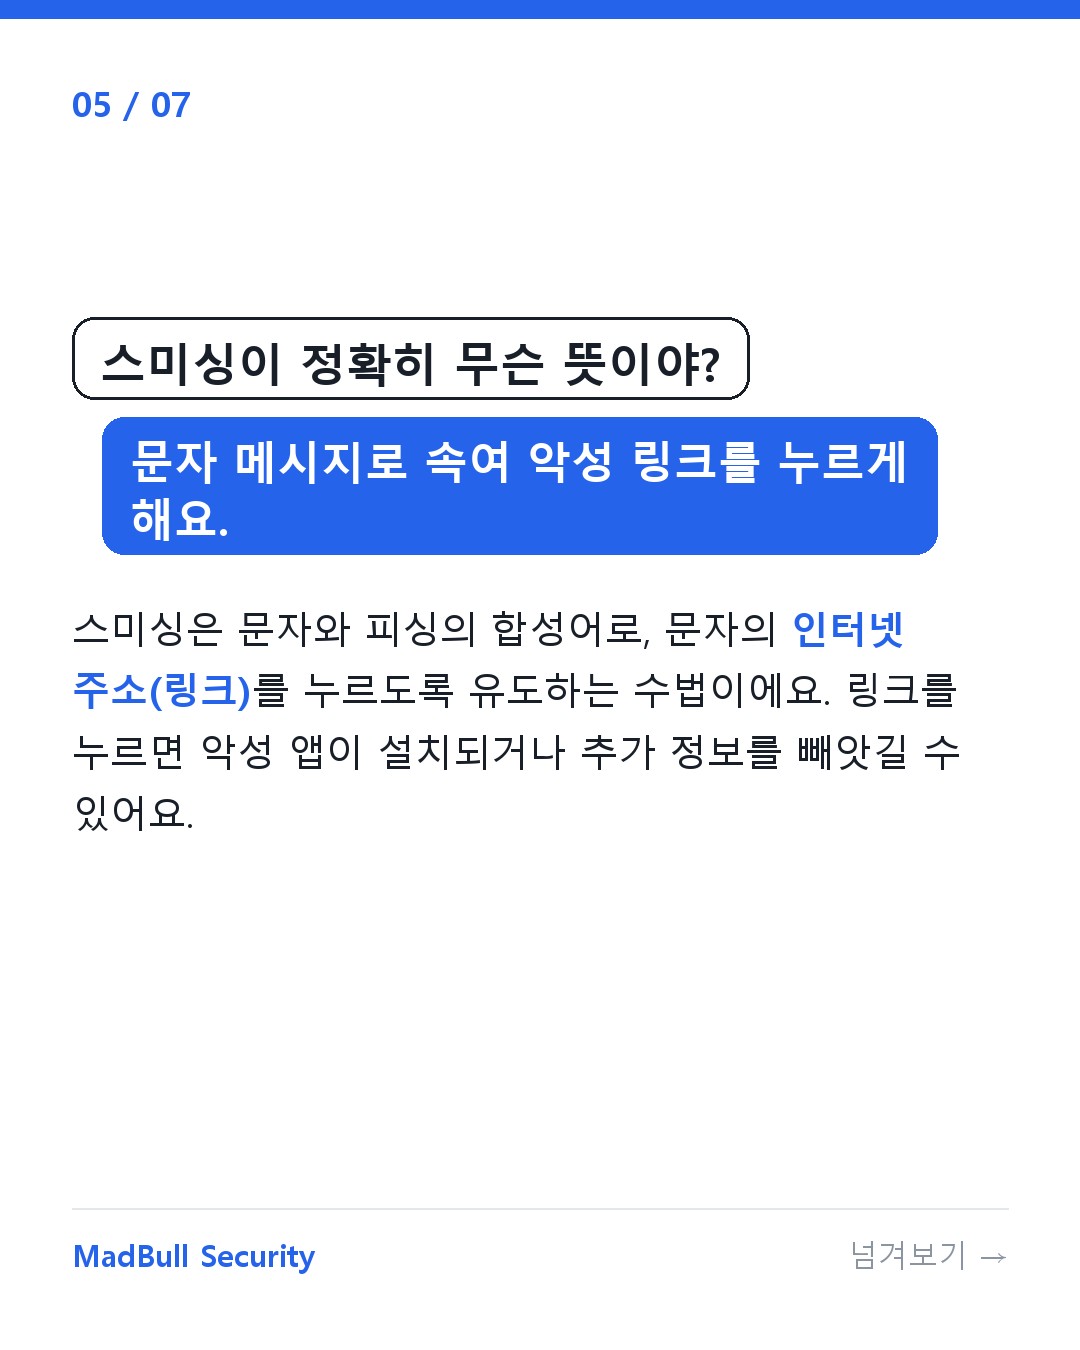 05 / 07
스미싱이 정확히 무슨 뜻이야?
문자 메시지로 속여 악성 링크를 누르게
해요.
스미싱은 문자와 피싱의 합성어로, 문자의 인터넷
주소(링크)를 누르도록 유도하는 수법이에요. 링크를
누르면 악성 앱이 설치되거나 추가 정보를 빼앗길 수
있어요.
MadBull Security
넘겨보기 →